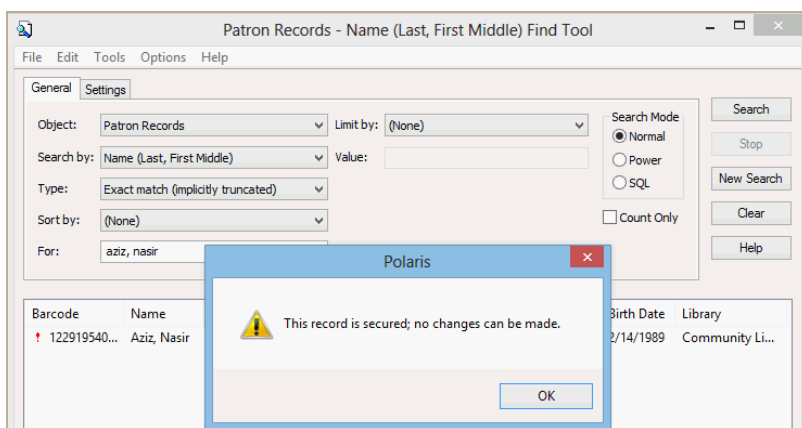 Patron Records - Name (Last, First Middle) Find Tool
File Edit Tools Options Help
General Settings
Object: Patron Records Limit by: (None)
Search by: Name (Last, First Middle) Value:
Type: Exact match (implicitly truncated)
Sort by: (None)
For: aziz, nasir
Search Mode
Normal
Power
SQL
Count Only
Search
Stop
New Search
Clear
Help
Polaris
This record is secured; no changes can be made.
OK
Barcode Name Birth Date Library
! 122919540... Aziz, Nasir 2/14/1989 Community Li...